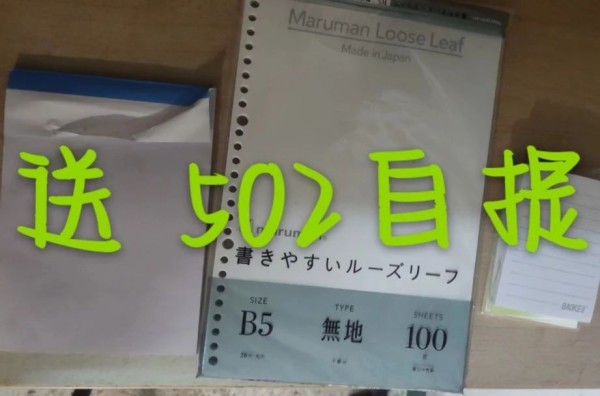 Maruman Loose Leaf
Made in Japan
送 502自提
maruman
書きやすいルーズリーフ
SIZE TYPE SHEETS
B5 無地 100